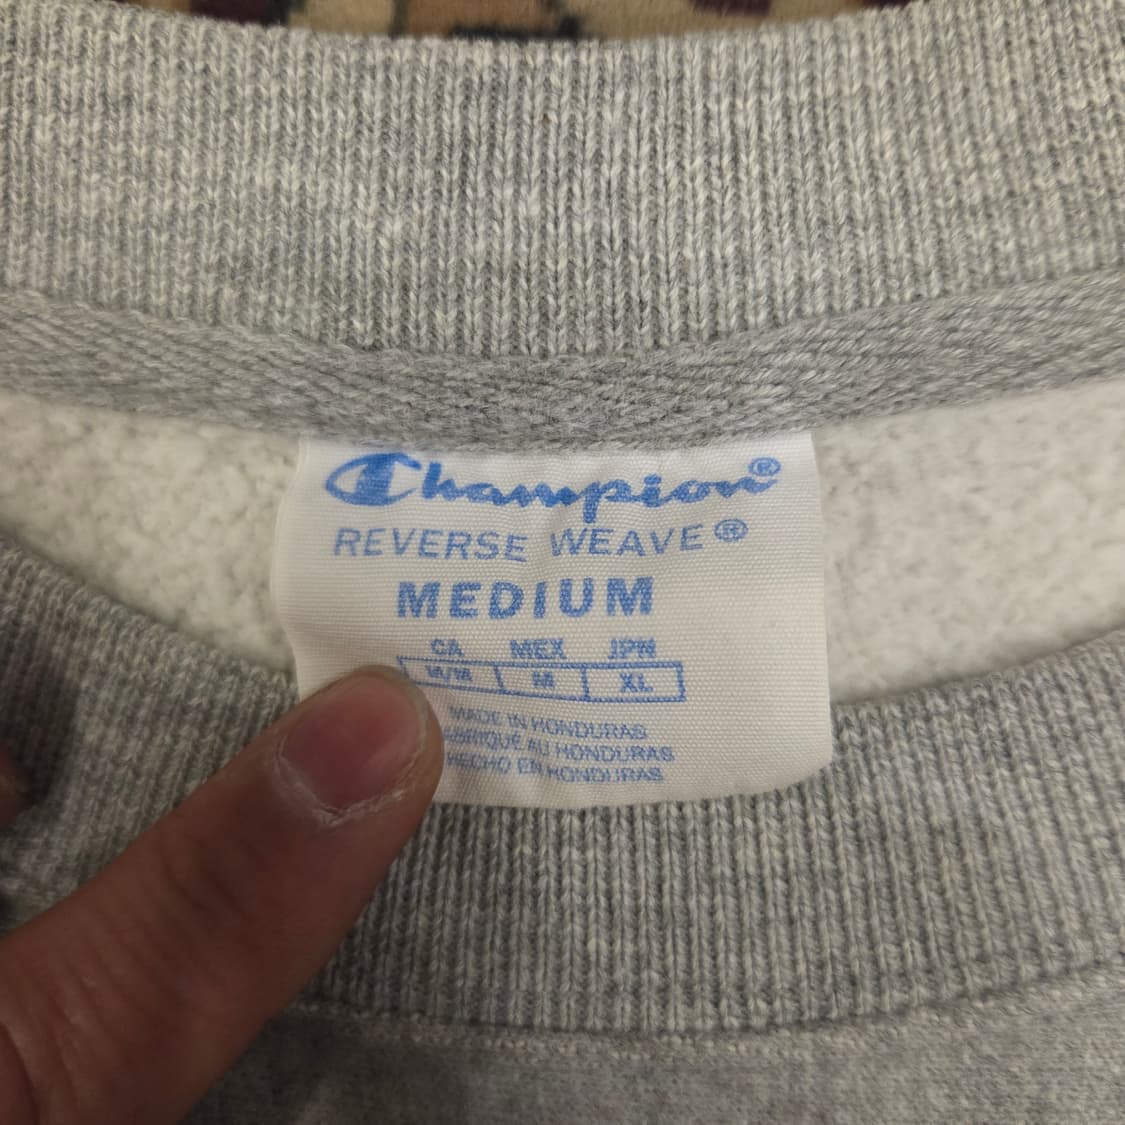 Champion®
REVERSE WEAVE®
MEDIUM
CA MEX JPN
M/M M XL
MADE IN HONDURAS
FABRIQUÉ AU HONDURAS
HECHO EN HONDURAS